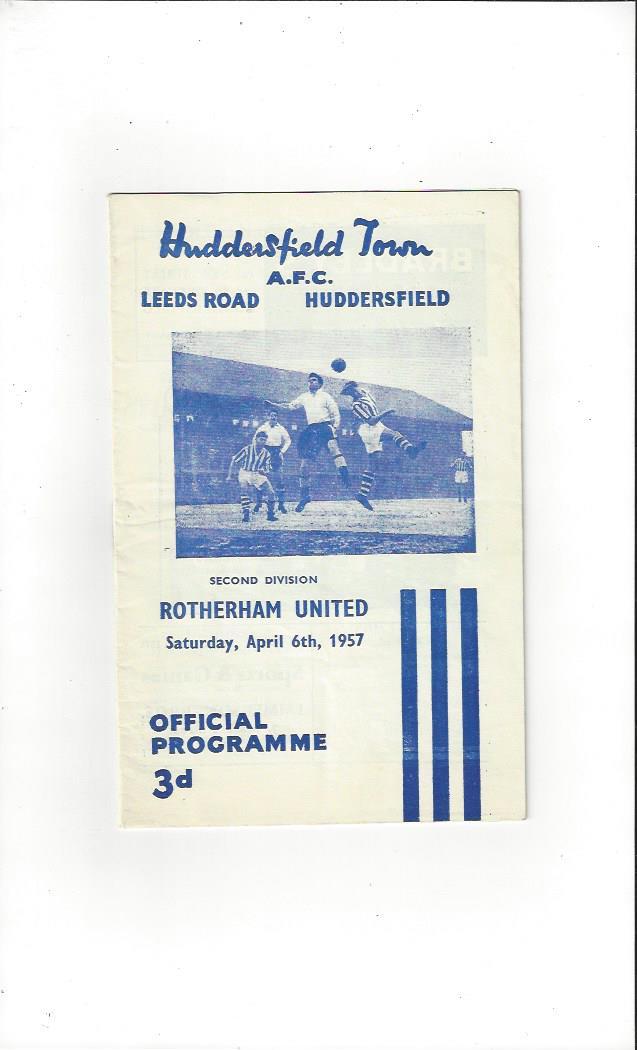 Huddersfield Town
A.F.C.
LEEDS ROAD HUDDERSFIELD
SECOND DIVISION
ROTHERHAM UNITED
Saturday, April 6th, 1957
OFFICIAL
PROGRAMME
3d